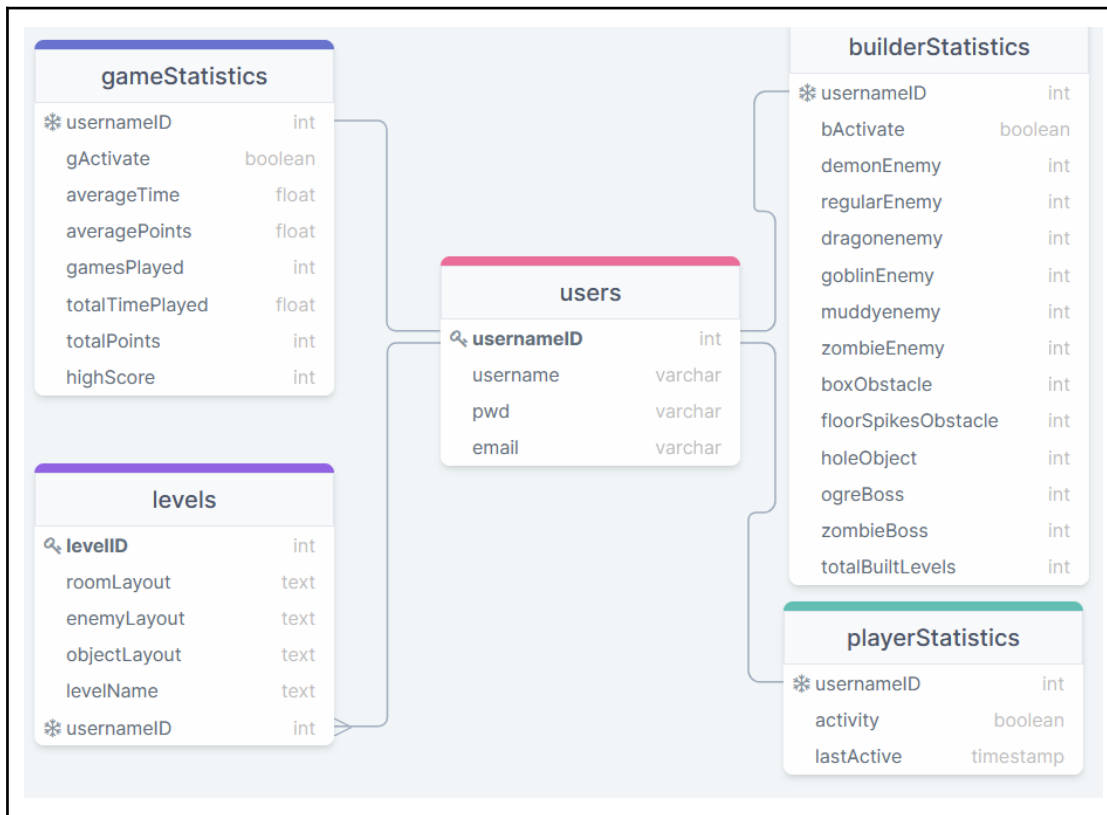 gameStatistics
usernameID int
gActivate boolean
averageTime float
averagePoints float
gamesPlayed int
totalTimePlayed float
totalPoints int
highScore int
levels
levelID int
roomLayout text
enemyLayout text
objectLayout text
levelName text
usernameID int
users
usernameID int
username varchar
pwd varchar
email varchar
builderStatistics
usernameID int
bActivate boolean
demonEnemy int
regularEnemy int
dragonenemy int
goblinEnemy int
muddyenemy int
zombieEnemy int
boxObstacle int
floorSpikesObstacle int
holeObject int
ogreBoss int
zombieBoss int
totalBuiltLevels int
playerStatistics
usernameID int
activity boolean
lastActive timestamp